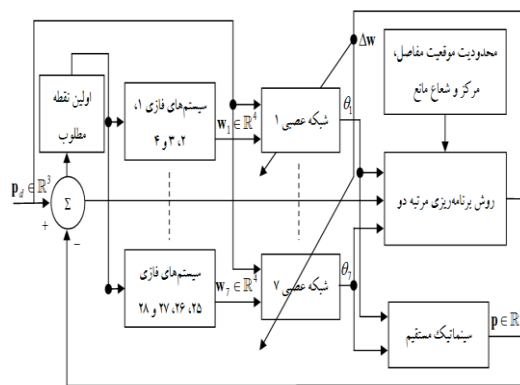 Δw
محدودیت موقعیت مفاصل،
مرکز و شعاع مانع
اولین نقطه
مطلوب
سیستم‌های فازی ۱،
۲، ۳ و ۴
w₁ ∈ ℝ⁴
شبکه عصبی ۱
θ₁
p_d ∈ ℝ³
+
Σ
−
روش برنامه‌ریزی مرتبه دو
سیستم‌های فازی
۲۵، ۲۶، ۲۷ و ۲۸
w₇ ∈ ℝ⁴
شبکه عصبی ۷
θ₇
سینماتیک مستقیم
p ∈ ℝ